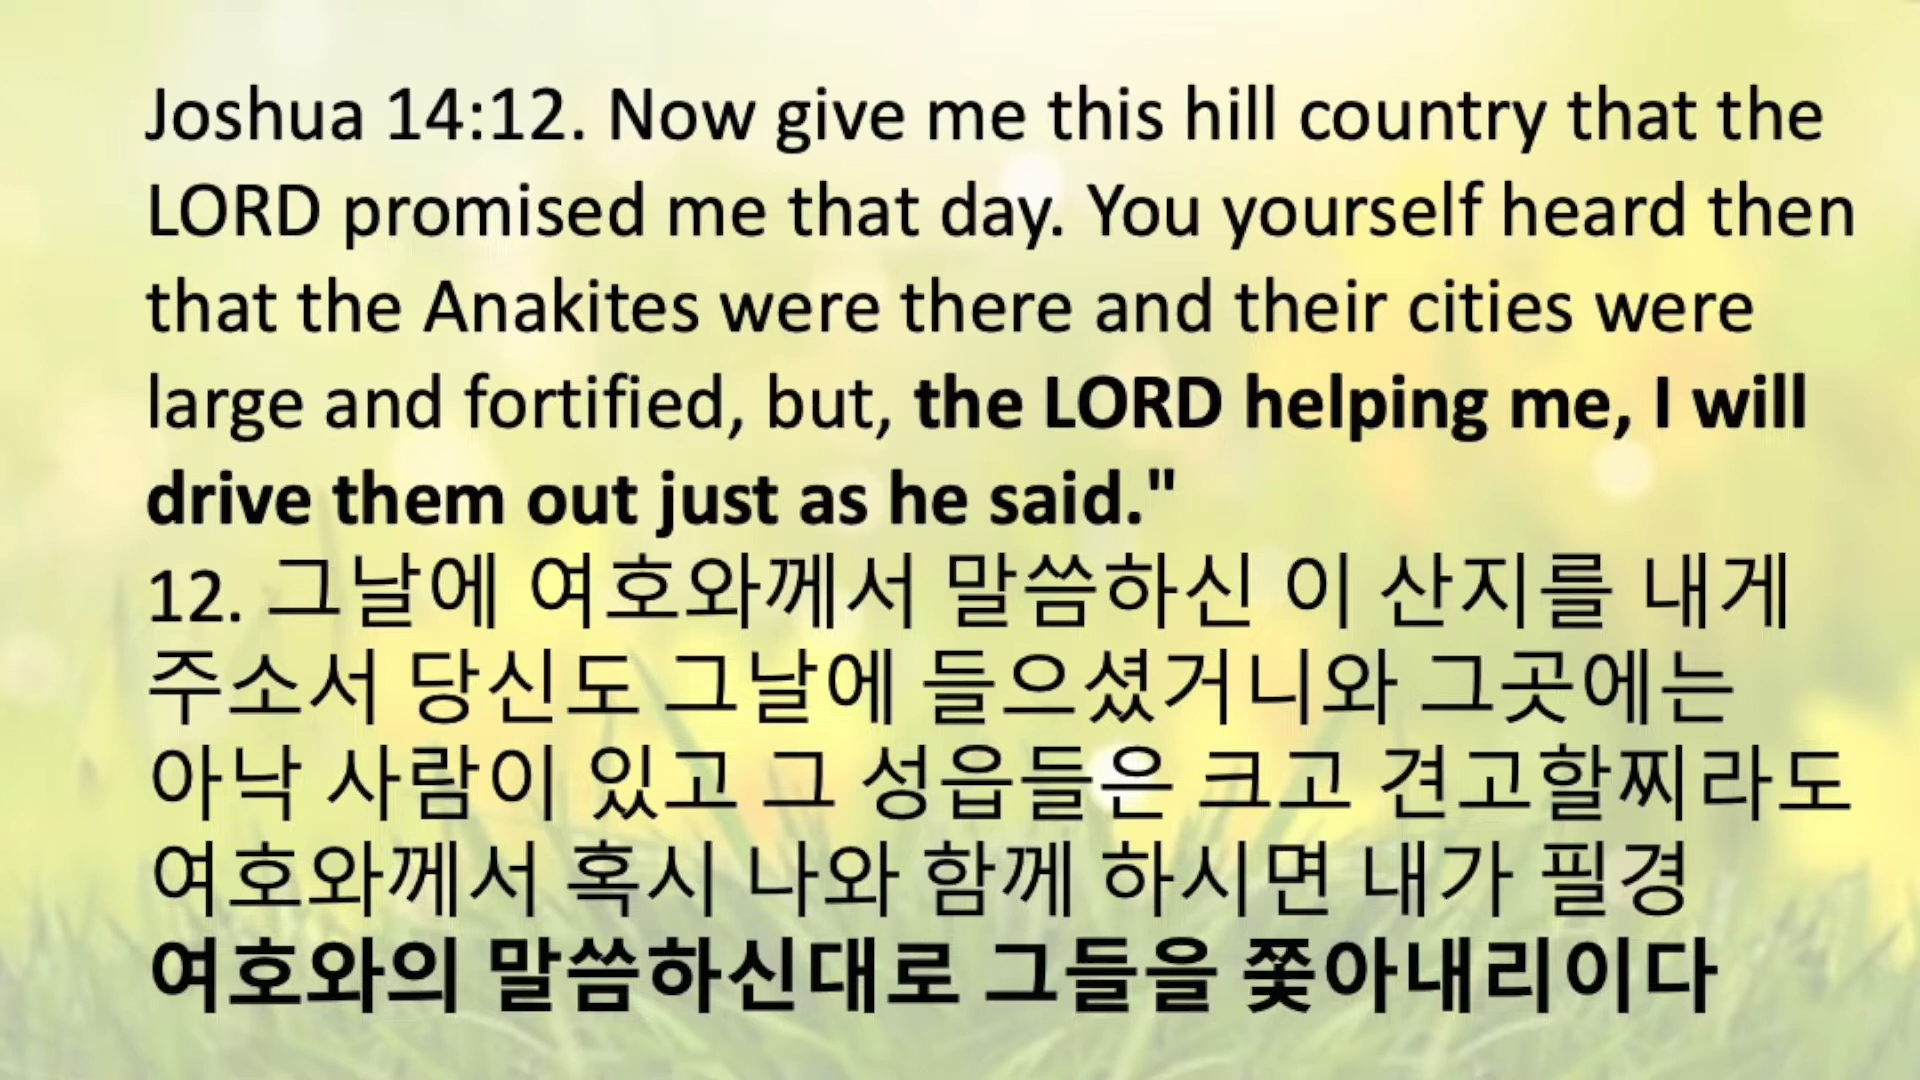 Joshua 14:12. Now give me this hill country that the
LORD promised me that day. You yourself heard then
that the Anakites were there and their cities were
large and fortified, but, the LORD helping me, I will
drive them out just as he said."
12. 그날에 여호와께서 말씀하신 이 산지를 내게
주소서 당신도 그날에 들으셨거니와 그곳에는
아낙 사람이 있고 그 성읍들은 크고 견고할찌라도
여호와께서 혹시 나와 함께 하시면 내가 필경
여호와의 말씀하신대로 그들을 쫓아내리이다